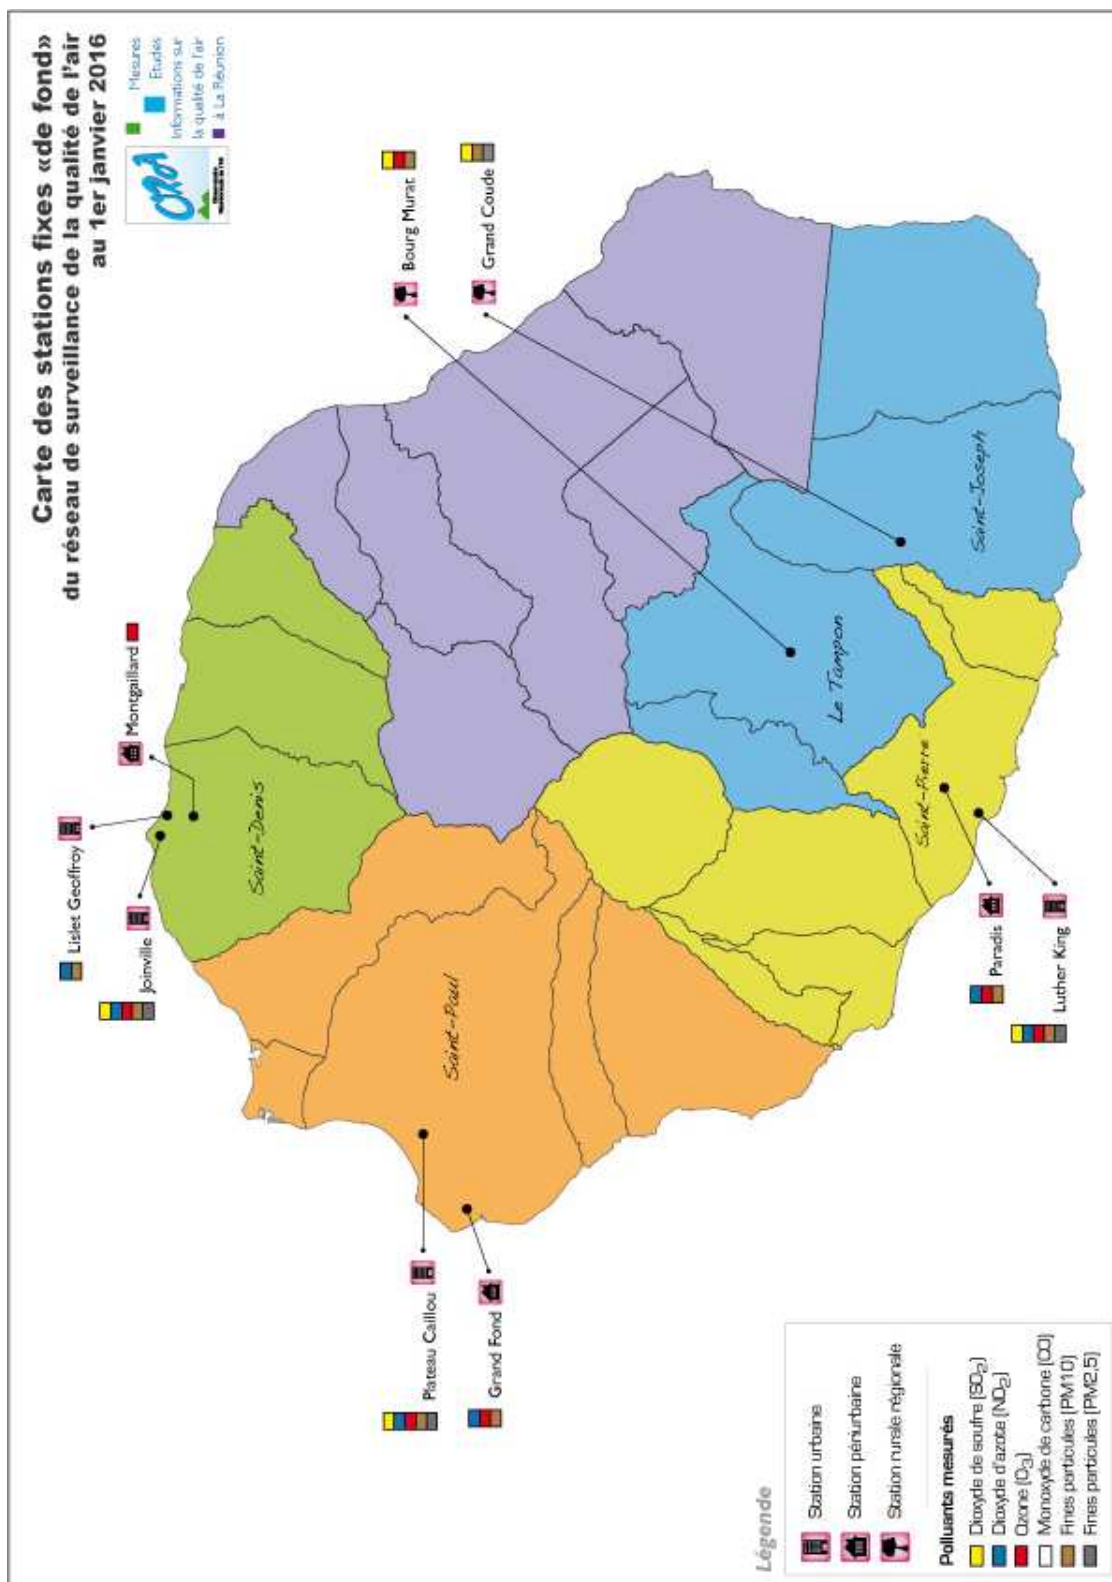 Carte des stations fixes «de fond»
du réseau de surveillance de la qualité de l'air
au 1er janvier 2016
Mesures
Etudes
Informations sur
la qualité de l'air
à La Réunion
Lislet Geoffroy
Joinville
Montgaillard
Bourg Murat
Grand Coude
Saint-Denis
Saint-Paul
Plateau Caillou
Grand Fond
Le Tampon
Saint-Joseph
Saint-Pierre
Paradis
Luther King
Légende
Station urbaine
Station périurbaine
Station rurale régionale
Polluants mesurés
Dioxyde de soufre (SO2)
Dioxyde d'azote (NO2)
Ozone (O3)
Monoxyde de carbone (CO)
Fines particules (PM10)
Fines particules (PM2,5)